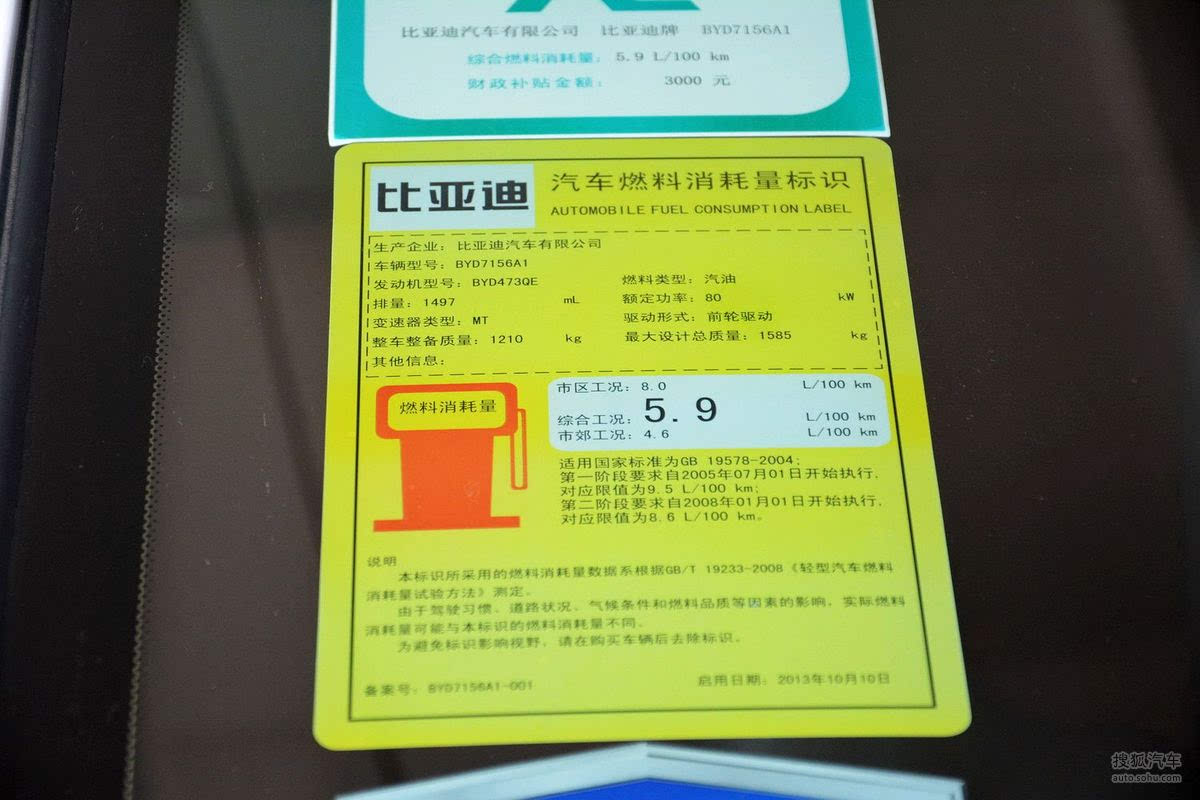 比亚迪汽车有限公司 比亚迪牌 BYD7156A1
综合燃料消耗量: 5.9 L/100 km
财政补贴金额: 3000 元
比亚迪
汽车燃料消耗量标识
AUTOMOBILE FUEL CONSUMPTION LABEL
生产企业: 比亚迪汽车有限公司
车辆型号: BYD7156A1
发动机型号: BYD473QE 燃料类型: 汽油
排量: 1497 mL 额定功率: 80 kW
变速器类型: MT 驱动形式: 前轮驱动
整车整备质量: 1210 kg 最大设计总质量: 1585 kg
其他信息:
燃料消耗量
市区工况: 8.0 L/100 km
综合工况: 5.9 L/100 km
市郊工况: 4.6 L/100 km
适用国家标准为GB 19578-2004;
第一阶段要求自2005年07月01日开始执行,
对应限值为9.5 L/100 km;
第二阶段要求自2008年01月01日开始执行,
对应限值为8.6 L/100 km。
说明
本标识所采用的燃料消耗量数据系根据GB/T 19233-2008《轻型汽车燃料
消耗量试验方法》测定。
由于驾驶习惯、道路状况、气候条件和燃料品质等因素的影响, 实际燃料
消耗量可能与本标识的燃料消耗量不同。
为避免标识影响视野, 请在购买车辆后去除标识。
备案号: BYD7156A1-001 启用日期: 2013年10月10日
搜狐汽车
auto.sohu.com